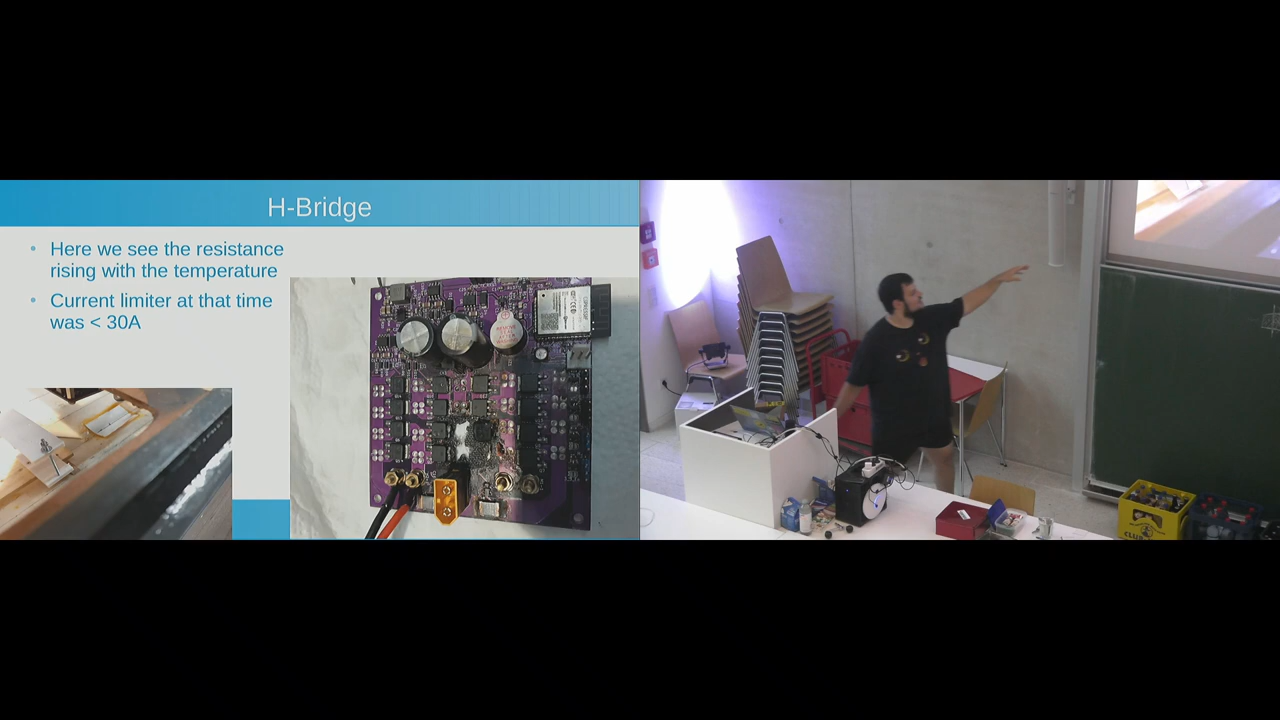 H-Bridge
Here we see the resistance
rising with the temperature
Current limiter at that time
was < 30A